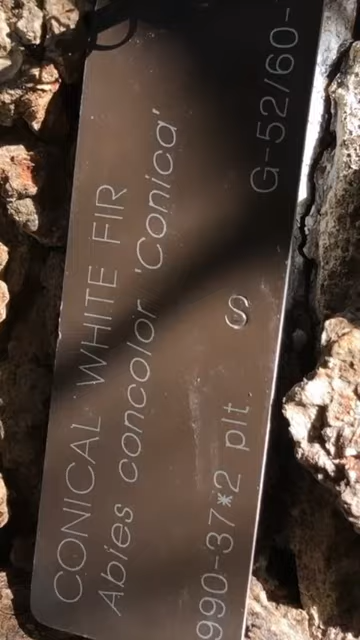 CONICAL WHITE FIR
Abies concolor 'Conica'
990-37*2 plt. S G-52/60-